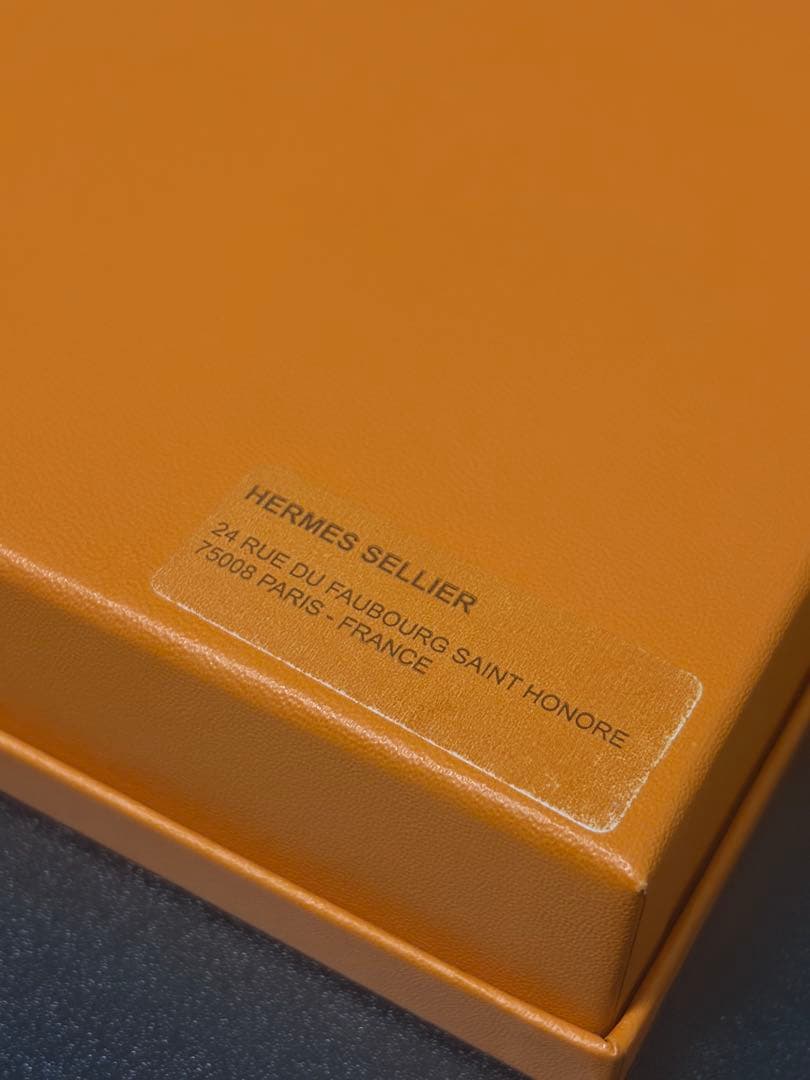 HERMES SELLIER
24 RUE DU FAUBOURG SAINT HONORE
75008 PARIS - FRANCE